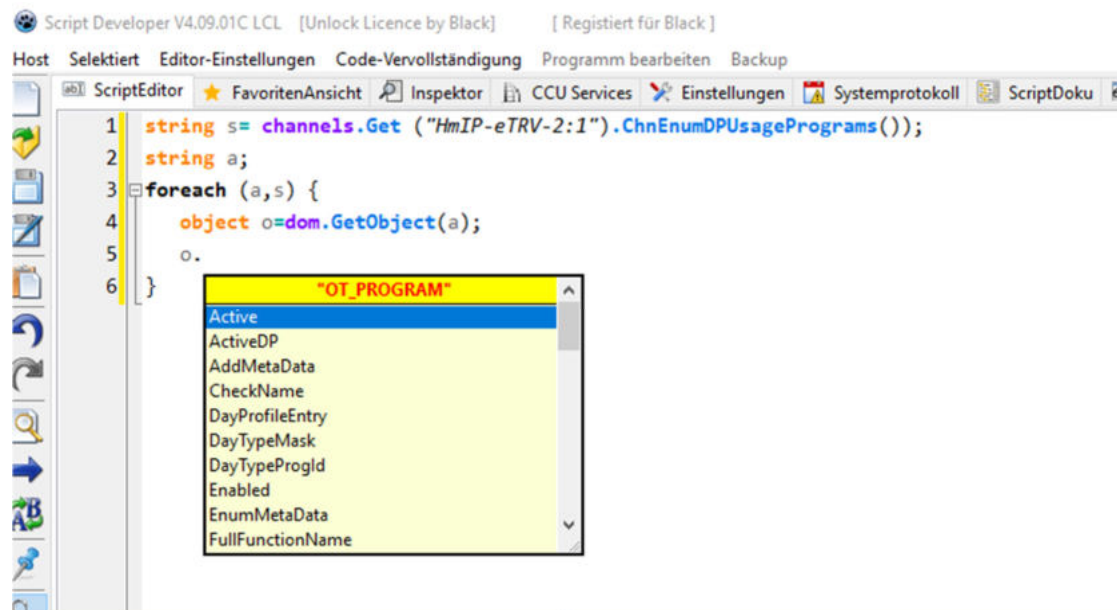 Script Developer V4.09.01C LCL [Unlock Licence by Black] [ Registiert für Black ]
Host Selektiert Editor-Einstellungen Code-Vervollständigung Programm bearbeiten Backup
ScriptEditor FavoritenAnsicht Inspektor CCU Services Einstellungen Systemprotokoll ScriptDoku
1 string s= channels.Get ("HmIP-eTRV-2:1").ChnEnumDPUsagePrograms());
2 string a;
3 foreach (a,s) {
4 object o=dom.GetObject(a);
5 o.
6 }
"OT_PROGRAM"
Active
ActiveDP
AddMetaData
CheckName
DayProfileEntry
DayTypeMask
DayTypeProgId
Enabled
EnumMetaData
FullFunctionName